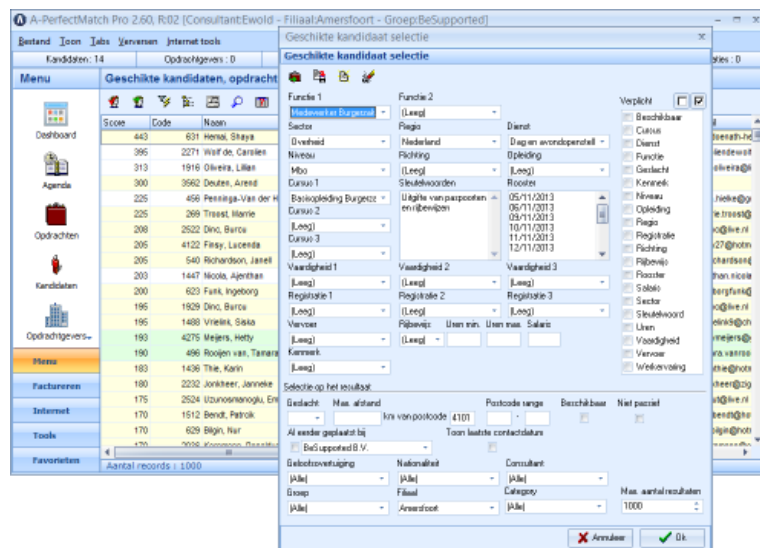 A-PerfectMatch Pro 2.60, R:02 [Consultant:Ewold - Filiaal:Amersfoort - Groep:BeSupported]
Bestand Toon Tabs Verversen Internet tools
Kandidaten: 14 Opdrachtgevers : 0
Menu
Geschikte kandidaten, opdracht
Dashboard
Agenda
Opdrachten
Kandidaten
Opdrachtgevers
Menu
Factureren
Internet
Tools
Favorieten
Score Code Naam
443 631 Hemai, Shaya
395 2271 Wolf de, Carolien
313 1916 Oliveira, Lillian
300 3562 Deuten, Arend
225 456 Penninga-Van der H
225 269 Troost, Marrie
208 2522 Dino, Burcu
205 4122 Finsy, Lucenda
205 540 Richardson, Janell
203 1447 Nicola, Ajenthan
200 623 Funk, Ingeborg
195 1929 Dino, Burcu
195 1488 Vrielink, Siska
193 4275 Meijers, Hetty
190 496 Rooijen van, Tamara
183 1436 Thie, Karin
180 2232 Jonkheer, Janneke
175 2524 Uzunosmanoglu, Em
170 1512 Bendt, Patroik
170 629 Bilgin, Nur
Aantal records : 1000
Geschikte kandidaat selectie
Geschikte kandidaat selectie
Functie 1 Functie 2
Medewerker Burgerzak (Leeg)
Sector Regio Dienst
Overheid Nederland Dag en avondopenstell
Niveau Richting Opleiding
Mbo (Leeg) (Leeg)
Cursus 1 Sleutelwoorden Rooster
Basisopleiding Burgerza Uitgifte van paspoorten en rijbewijzen
05/11/2013
06/11/2013
09/11/2013
10/11/2013
11/11/2013
12/11/2013
Cursus 2
(Leeg)
Cursus 3
(Leeg)
Vaardigheid 1 Vaardigheid 2 Vaardigheid 3
(Leeg) (Leeg) (Leeg)
Registratie 1 Registratie 2 Registratie 3
(Leeg) (Leeg) (Leeg)
Vervoer Rijbewijs Uren min. Uren max. Salaris
(Leeg) (Leeg)
Kenmerk
(Leeg)
Verplicht
Beschikbaar
Cursus
Dienst
Functie
Geslacht
Kenmerk
Niveau
Opleiding
Regio
Registratie
Richting
Rijbewijs
Rooster
Salaris
Sector
Sleutelwoord
Uren
Vaardigheid
Vervoer
Werkervaring
Selectie op het resultaat
Geslacht Max. afstand Postcode range Beschikbaar Niet passief
km van postcode 4101 -
Al eerder geplaatst bij Toon laatste contactdatum
BeSupported B.V.
Geloofsovertuiging Nationaliteit Consultant
(Alle) (Alle) (Alle)
Groep Filiaal Category Max. aantal resultaten
(Alle) Amersfoort (Alle) 1000
Annuleer Ok